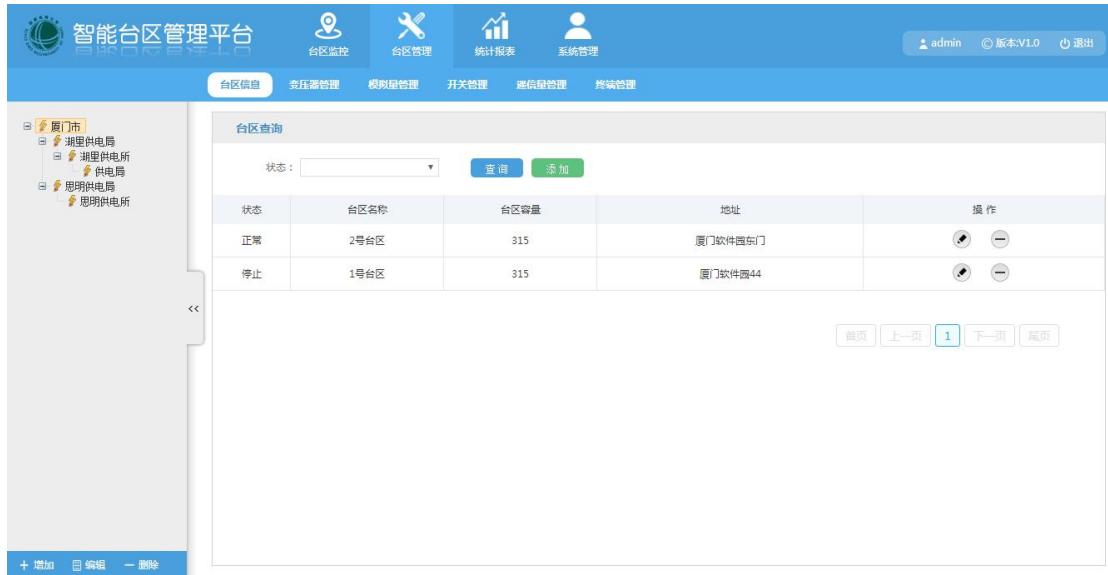 智能台区管理平台
台区监控
台区管理
统计报表
系统管理
admin ©版本:V1.0 退出
台区信息 变压器管理 模拟量管理 开关管理 遥信量管理 终端管理
厦门市
湖里供电局
湖里供电所
供电局
思明供电局
思明供电所
台区查询
状态：
查询 添加
状态 台区名称 台区容量 地址 操作
正常 2号台区 315 厦门软件园东门
停止 1号台区 315 厦门软件园44
<<
首页 上一页 1 下一页 尾页
+ 增加 编辑 一 删除